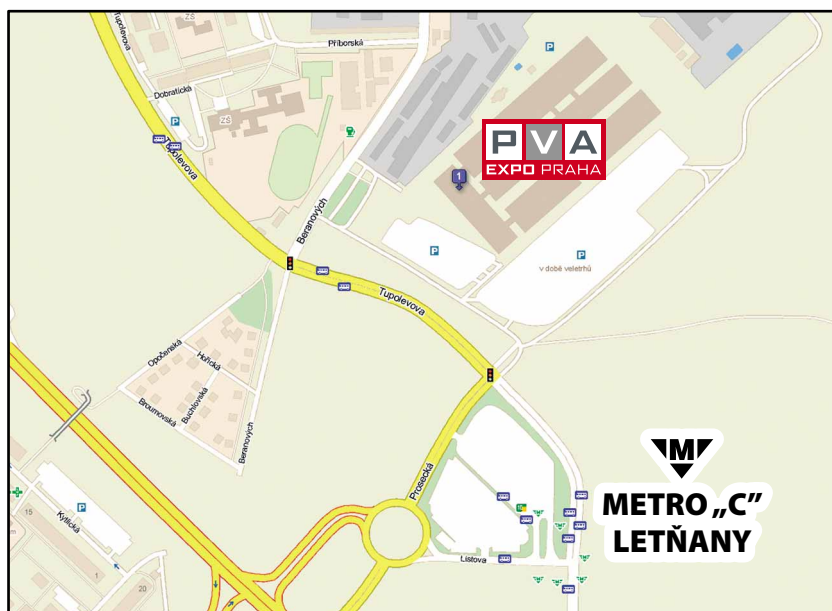 Tupolevova
ZŠ
Příborská
P
Dobratická
P
ZŠ
Tupolevova
PVA
EXPO PRAHA
1
Beranových
P
P
v době veletrhů
Tupolevova
Opočenská
Hořická
Buchlovská
Broumovská
Beranových
Prosecká
M
METRO „C”
LETŇANY
P
Kytlická
15
1
20
Listova